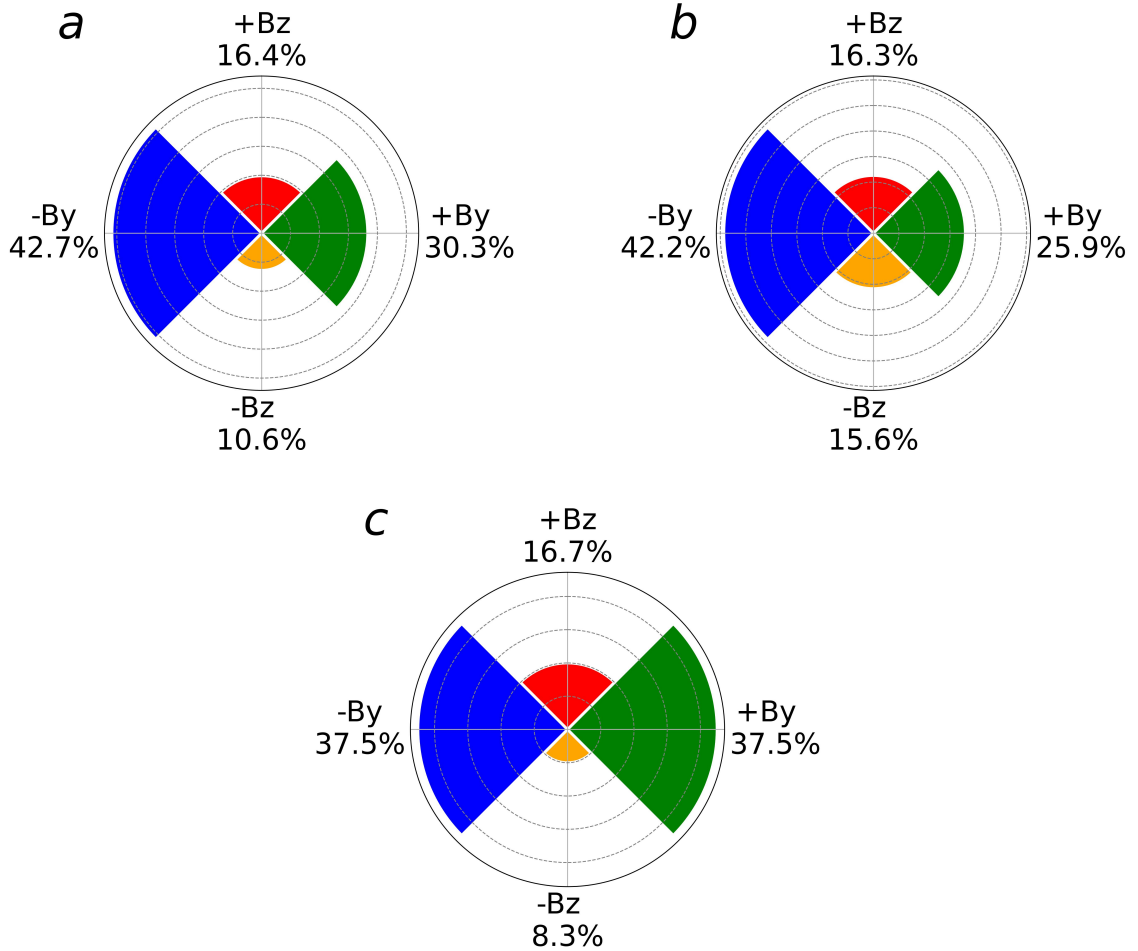 a
+Bz
16.4%
-By
42.7%
+By
30.3%
-Bz
10.6%
b
+Bz
16.3%
-By
42.2%
+By
25.9%
-Bz
15.6%
c
+Bz
16.7%
-By
37.5%
+By
37.5%
-Bz
8.3%